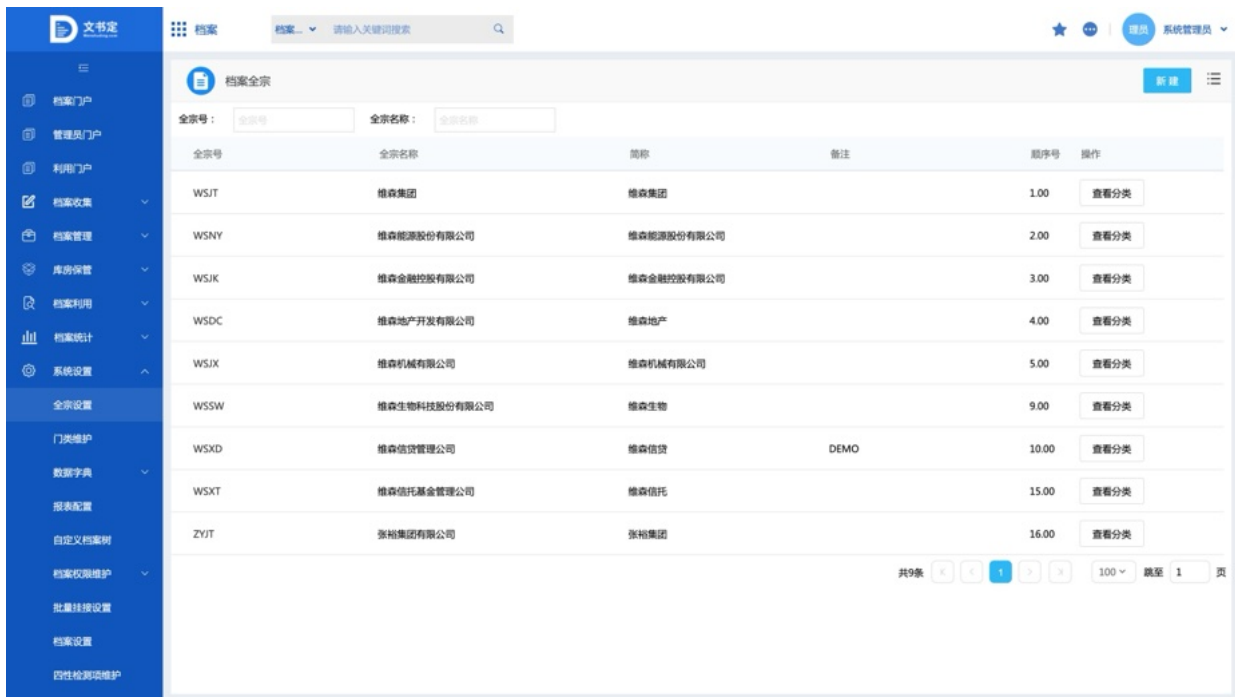 文书定
档案
档案...
请输入关键词搜索
理员
系统管理员
档案门户
管理员门户
利用门户
档案收集
档案管理
库房保管
档案利用
档案统计
系统设置
全宗设置
门类维护
数据字典
报表配置
自定义档案树
档案权限维护
批量挂接设置
档案设置
四性检测项维护
档案全宗
新建
全宗号： 全宗号 全宗名称： 全宗名称
全宗号 全宗名称 简称 备注 顺序号 操作
WSJT 维森集团 维森集团 1.00 查看分类
WSNY 维森能源股份有限公司 维森能源股份有限公司 2.00 查看分类
WSJK 维森金融控股有限公司 维森金融控股有限公司 3.00 查看分类
WSDC 维森地产开发有限公司 维森地产 4.00 查看分类
WSJX 维森机械有限公司 维森机械有限公司 5.00 查看分类
WSSW 维森生物科技股份有限公司 维森生物 9.00 查看分类
WSXD 维森信贷管理公司 维森信贷 DEMO 10.00 查看分类
WSXT 维森信托基金管理公司 维森信托 15.00 查看分类
ZYJT 张裕集团有限公司 张裕集团 16.00 查看分类
共9条 1 100 跳至 1 页